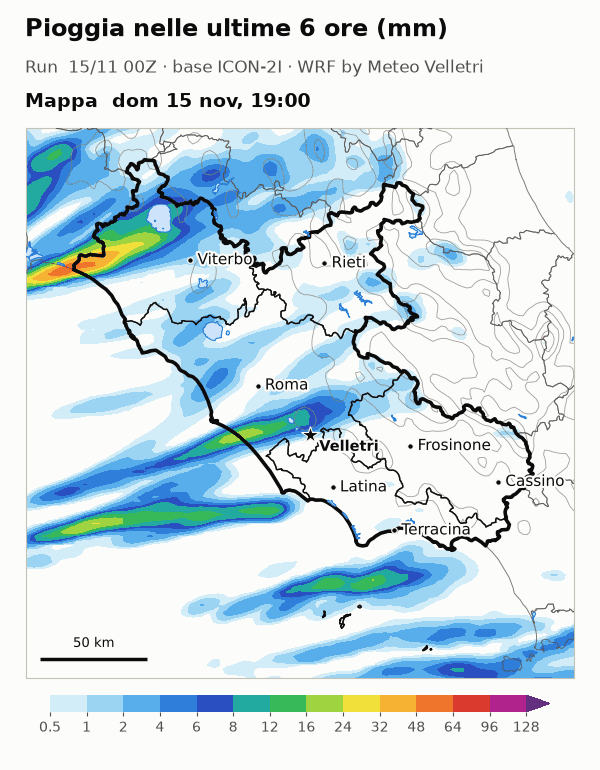 Pioggia nelle ultime 6 ore (mm)
Run  15/11 00Z · base ICON-2I · WRF by Meteo Velletri
Mappa  dom 15 nov, 19:00
Viterbo
Rieti
Roma
Velletri
Frosinone
Cassino
Latina
Terracina
50 km
0.5 1 2 4 6 8 12 16 24 32 48 64 96 128